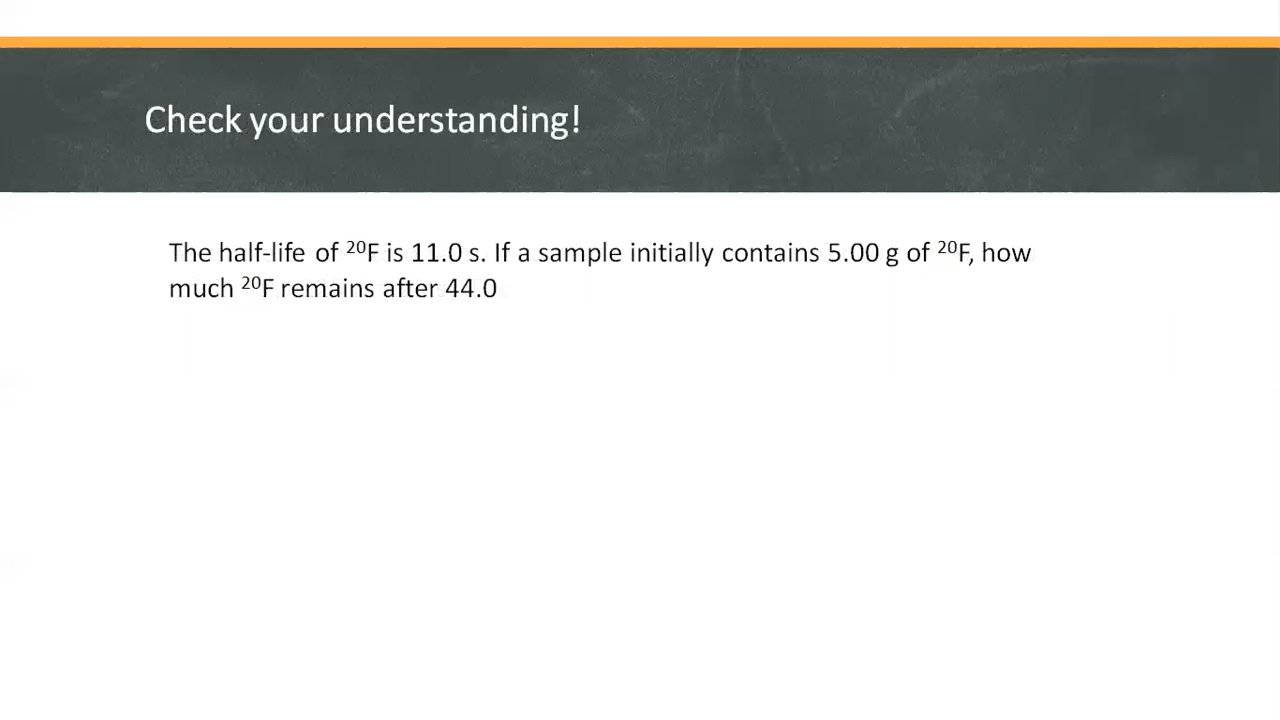 Check your understanding!
The half-life of ²⁰F is 11.0 s. If a sample initially contains 5.00 g of ²⁰F, how
much ²⁰F remains after 44.0